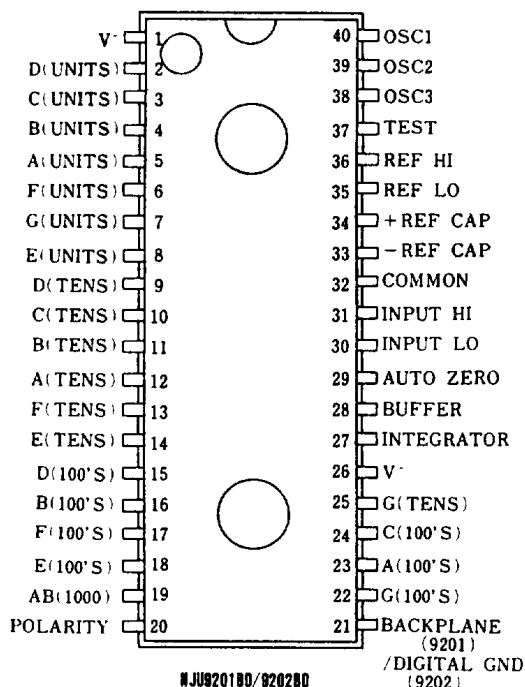 V- 1 40 OSC1
D(UNITS) 2 39 OSC2
C(UNITS) 3 38 OSC3
B(UNITS) 4 37 TEST
A(UNITS) 5 36 REF HI
F(UNITS) 6 35 REF LO
G(UNITS) 7 34 +REF CAP
E(UNITS) 8 33 -REF CAP
D(TENS) 9 32 COMMON
C(TENS) 10 31 INPUT HI
B(TENS) 11 30 INPUT LO
A(TENS) 12 29 AUTO ZERO
F(TENS) 13 28 BUFFER
E(TENS) 14 27 INTEGRATOR
D(100'S) 15 26 V-
B(100'S) 16 25 G(TENS)
F(100'S) 17 24 C(100'S)
E(100'S) 18 23 A(100'S)
AB(1000) 19 22 G(100'S)
POLARITY 20 21 BACKPLANE
(9201)
/DIGITAL GND
NJU9201BD/9202BD (9202)